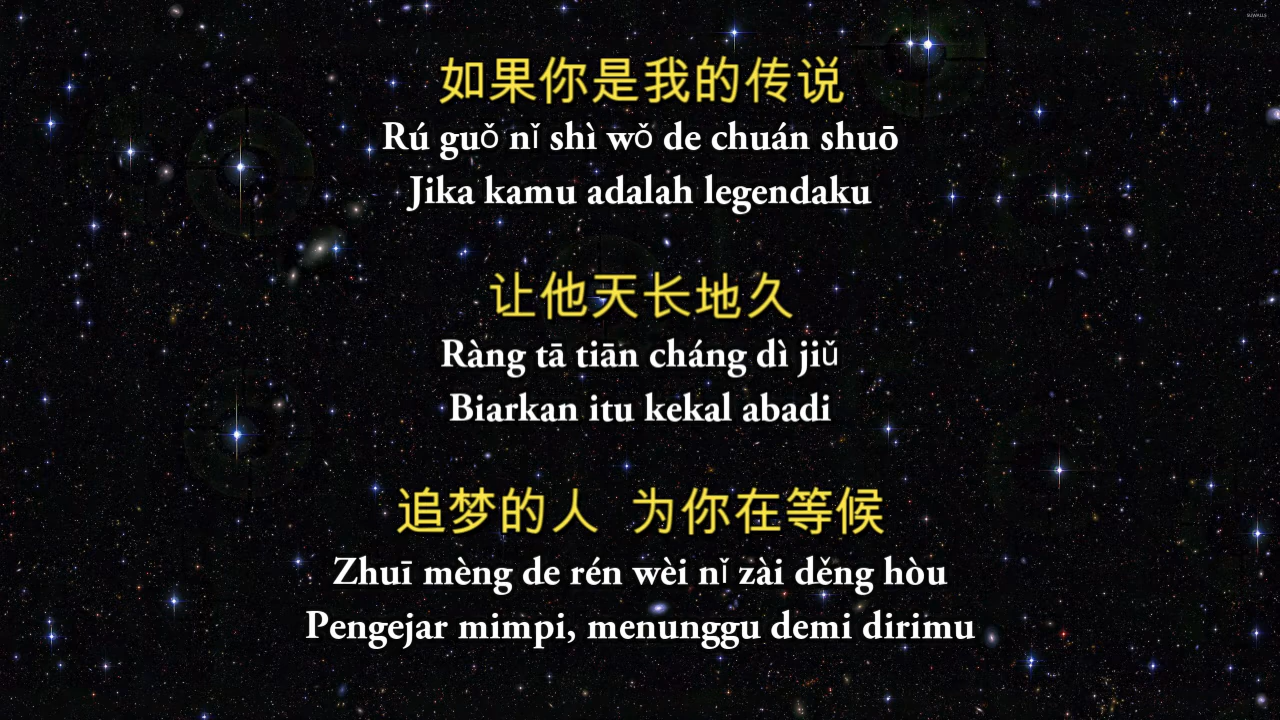 SUWALLS
如果你是我的传说
Rú guǒ nǐ shì wǒ de chuán shuō
Jika kamu adalah legendaku
让他天长地久
Ràng tā tiān cháng dì jiǔ
Biarkan itu kekal abadi
追梦的人 为你在等候
Zhuī mèng de rén wèi nǐ zài děng hòu
Pengejar mimpi, menunggu demi dirimu